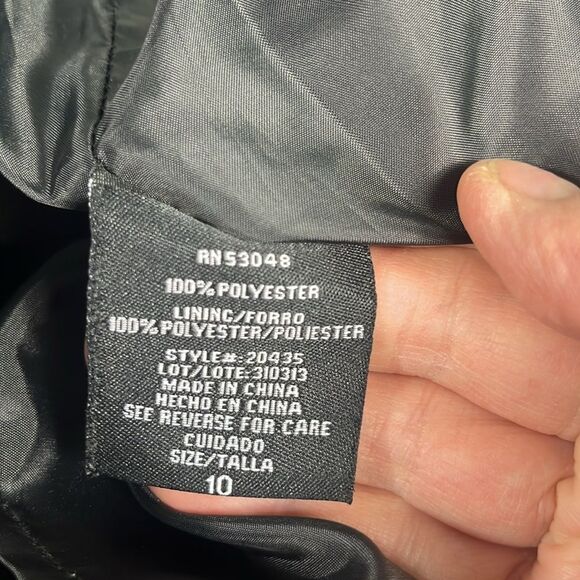 RN53048
100% POLYESTER
LINING/FORRO
100% POLYESTER/POLIESTER
STYLE#: 20435
LOT/LOTE: 310313
MADE IN CHINA
HECHO EN CHINA
SEE REVERSE FOR CARE
CUIDADO
SIZE/TALLA
10